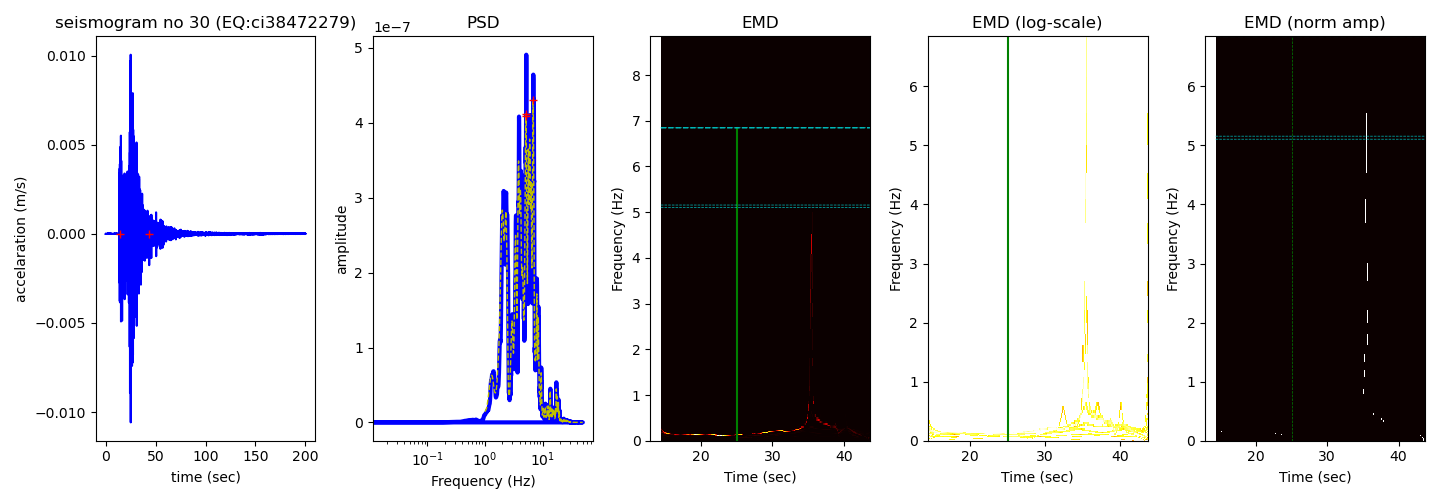 seismogram no 30 (EQ:ci38472279)
0.010
0.005
0.000
−0.005
−0.010
accelaration (m/s)
0 50 100 150 200
time (sec)
PSD
1e−7
5
4
3
2
1
0
amplitude
10⁻¹ 10⁰ 10¹
Frequency (Hz)
EMD
8
7
6
5
4
3
2
1
0
Frequency (Hz)
20 30 40
Time (sec)
EMD (log-scale)
6
5
4
3
2
1
0
Frequency (Hz)
20 30 40
Time (sec)
EMD (norm amp)
6
5
4
3
2
1
0
Frequency (Hz)
20 30 40
Time (sec)